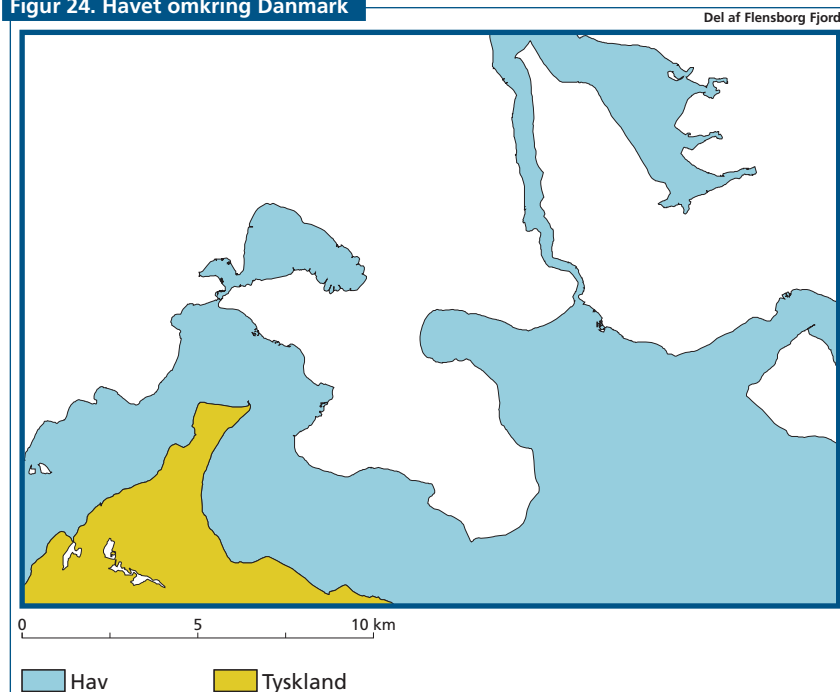 Figur 24. Havet omkring Danmark
Del af Flensborg Fjord
0 5 10 km
Hav Tyskland